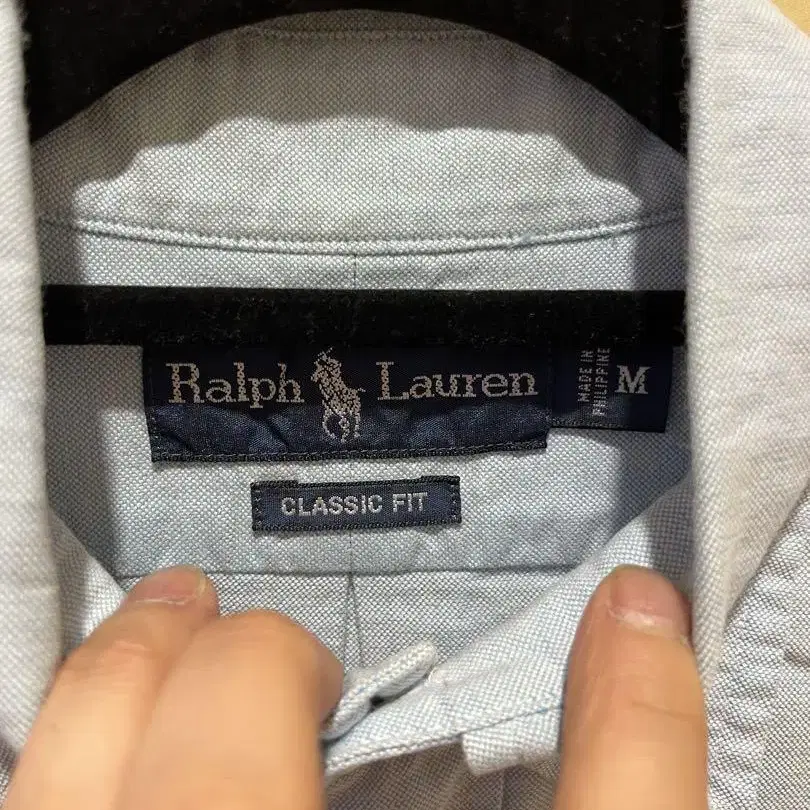 Ralph Lauren
MADE IN
PHILIPPINE
M
CLASSIC FIT